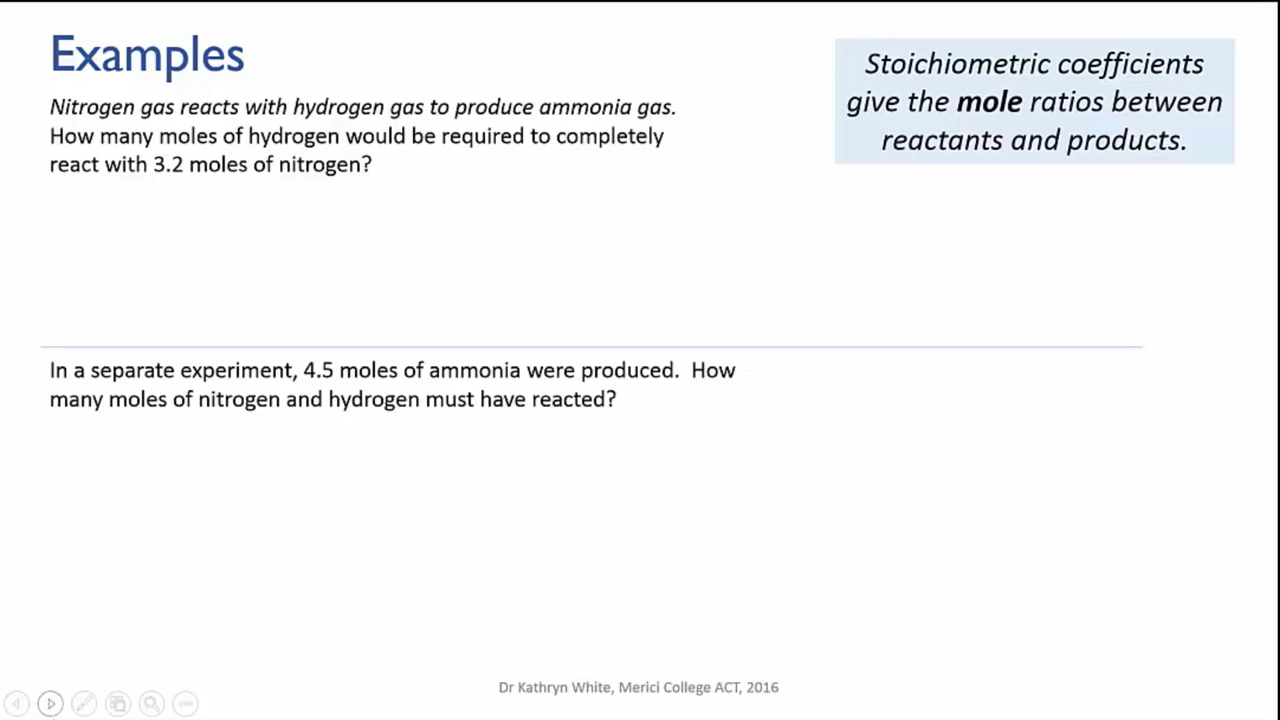 Examples
Nitrogen gas reacts with hydrogen gas to produce ammonia gas.
How many moles of hydrogen would be required to completely
react with 3.2 moles of nitrogen?
Stoichiometric coefficients
give the mole ratios between
reactants and products.
In a separate experiment, 4.5 moles of ammonia were produced.  How
many moles of nitrogen and hydrogen must have reacted?
Dr Kathryn White, Merici College ACT, 2016